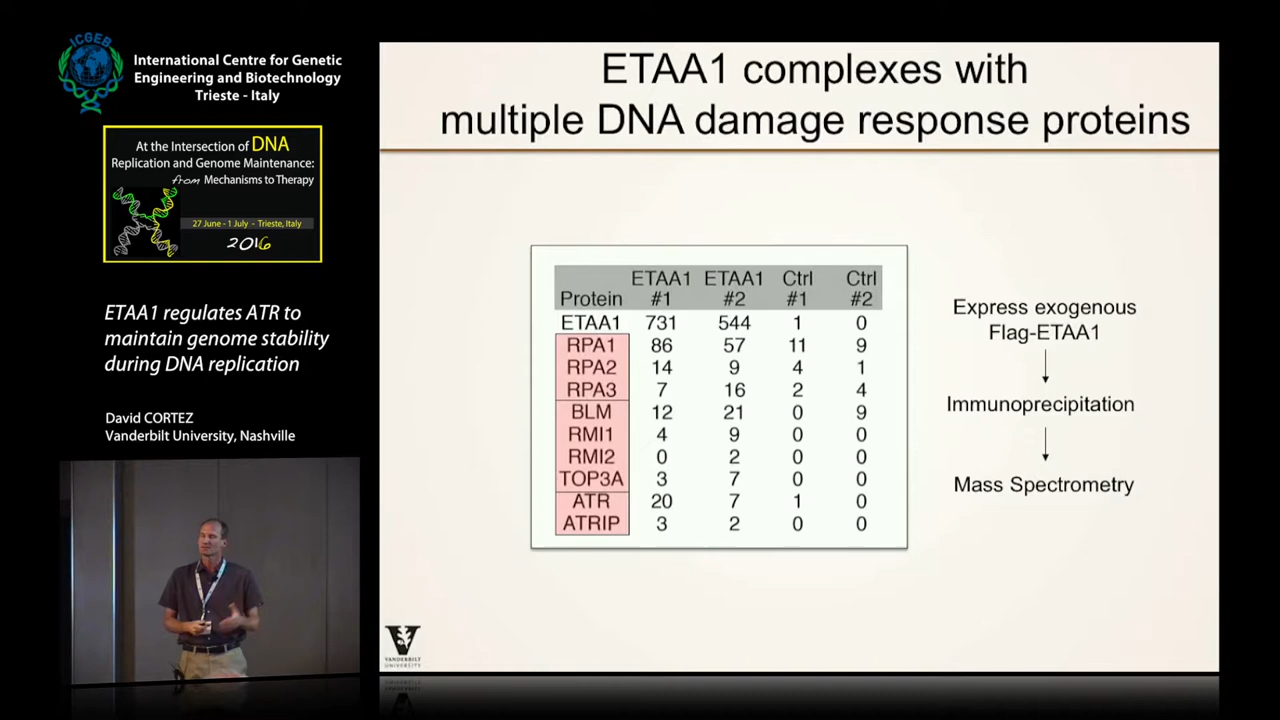 ICGEB
International Centre for Genetic
Engineering and Biotechnology
Trieste - Italy
At the Intersection of DNA
Replication and Genome Maintenance:
from Mechanisms to Therapy
27 June - 1 July - Trieste, Italy
2016
ETAA1 regulates ATR to
maintain genome stability
during DNA replication
David CORTEZ
Vanderbilt University, Nashville
ETAA1 complexes with
multiple DNA damage response proteins
Protein ETAA1 #1 ETAA1 #2 Ctrl #1 Ctrl #2
ETAA1 731 544 1 0
RPA1 86 57 11 9
RPA2 14 9 4 1
RPA3 7 16 2 4
BLM 12 21 0 9
RMI1 4 9 0 0
RMI2 0 2 0 0
TOP3A 3 7 0 0
ATR 20 7 1 0
ATRIP 3 2 0 0
Express exogenous
Flag-ETAA1
Immunoprecipitation
Mass Spectrometry
VANDERBILT
UNIVERSITY